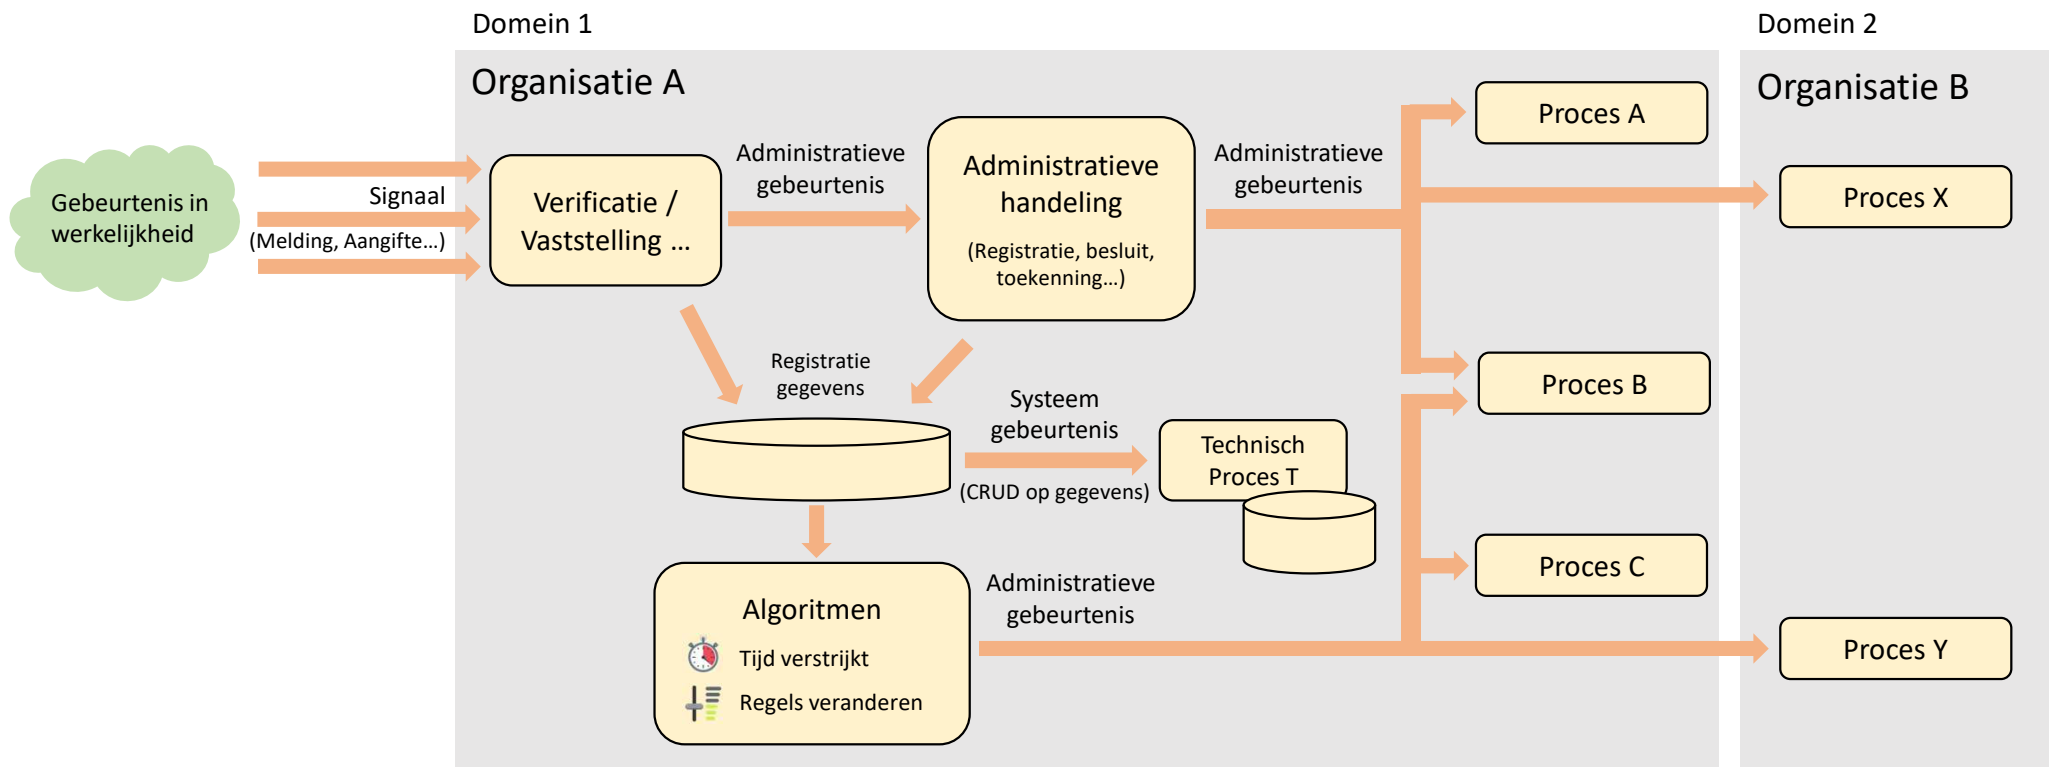 Domein 1
Domein 2
Organisatie A
Organisatie B
Gebeurtenis in
werkelijkheid
Signaal
(Melding, Aangifte...)
Verificatie /
Vaststelling ...
Administratieve
gebeurtenis
Administratieve
handeling
(Registratie, besluit,
toekenning...)
Administratieve
gebeurtenis
Proces A
Proces X
Registratie
gegevens
Systeem
gebeurtenis
(CRUD op gegevens)
Technisch
Proces T
Proces B
Proces C
Algoritmen
Tijd verstrijkt
Regels veranderen
Administratieve
gebeurtenis
Proces Y